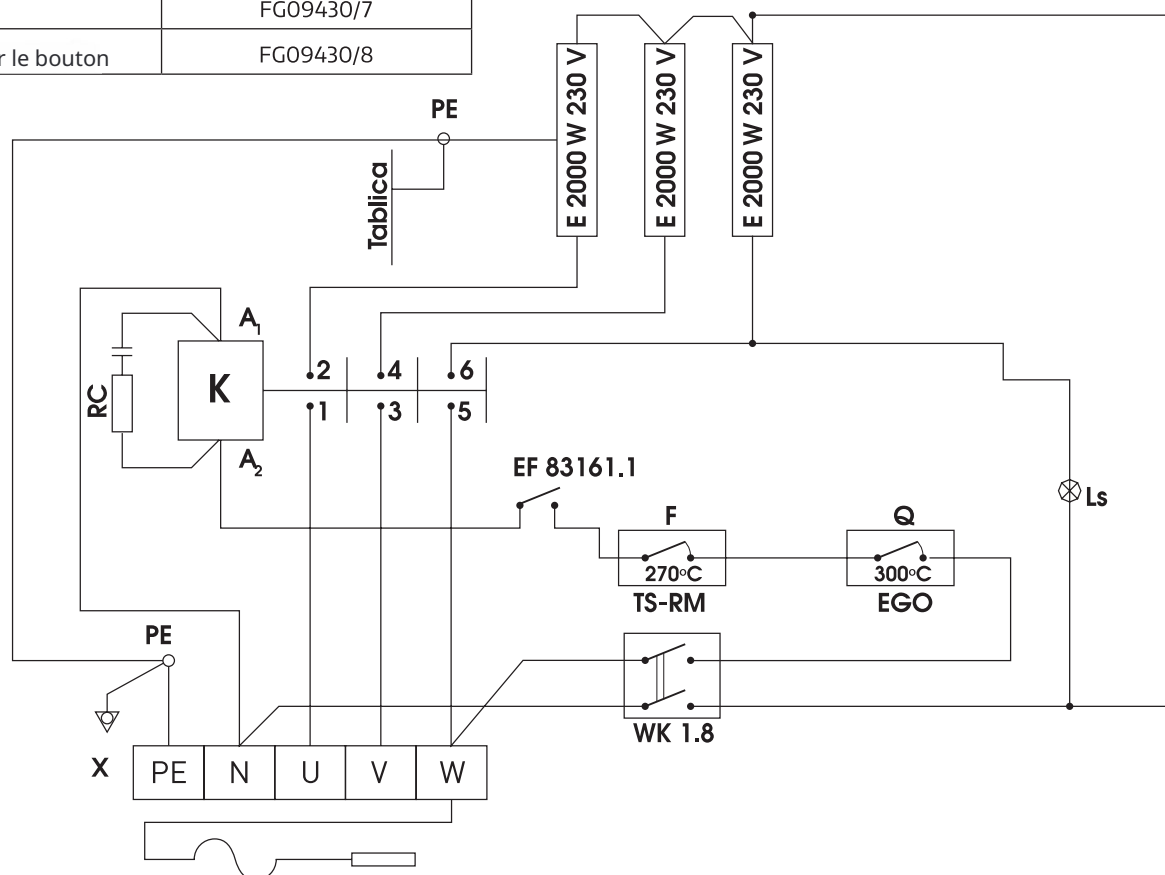 FG09430/7
r le bouton FG09430/8
PE
Tablica
E 2000 W 230 V
E 2000 W 230 V
E 2000 W 230 V
A1
K
RC
A2
2 4 6
1 3 5
EF 83161.1
F
270°C
TS-RM
Q
300°C
EGO
Ls
PE
WK 1.8
X PE N U V W